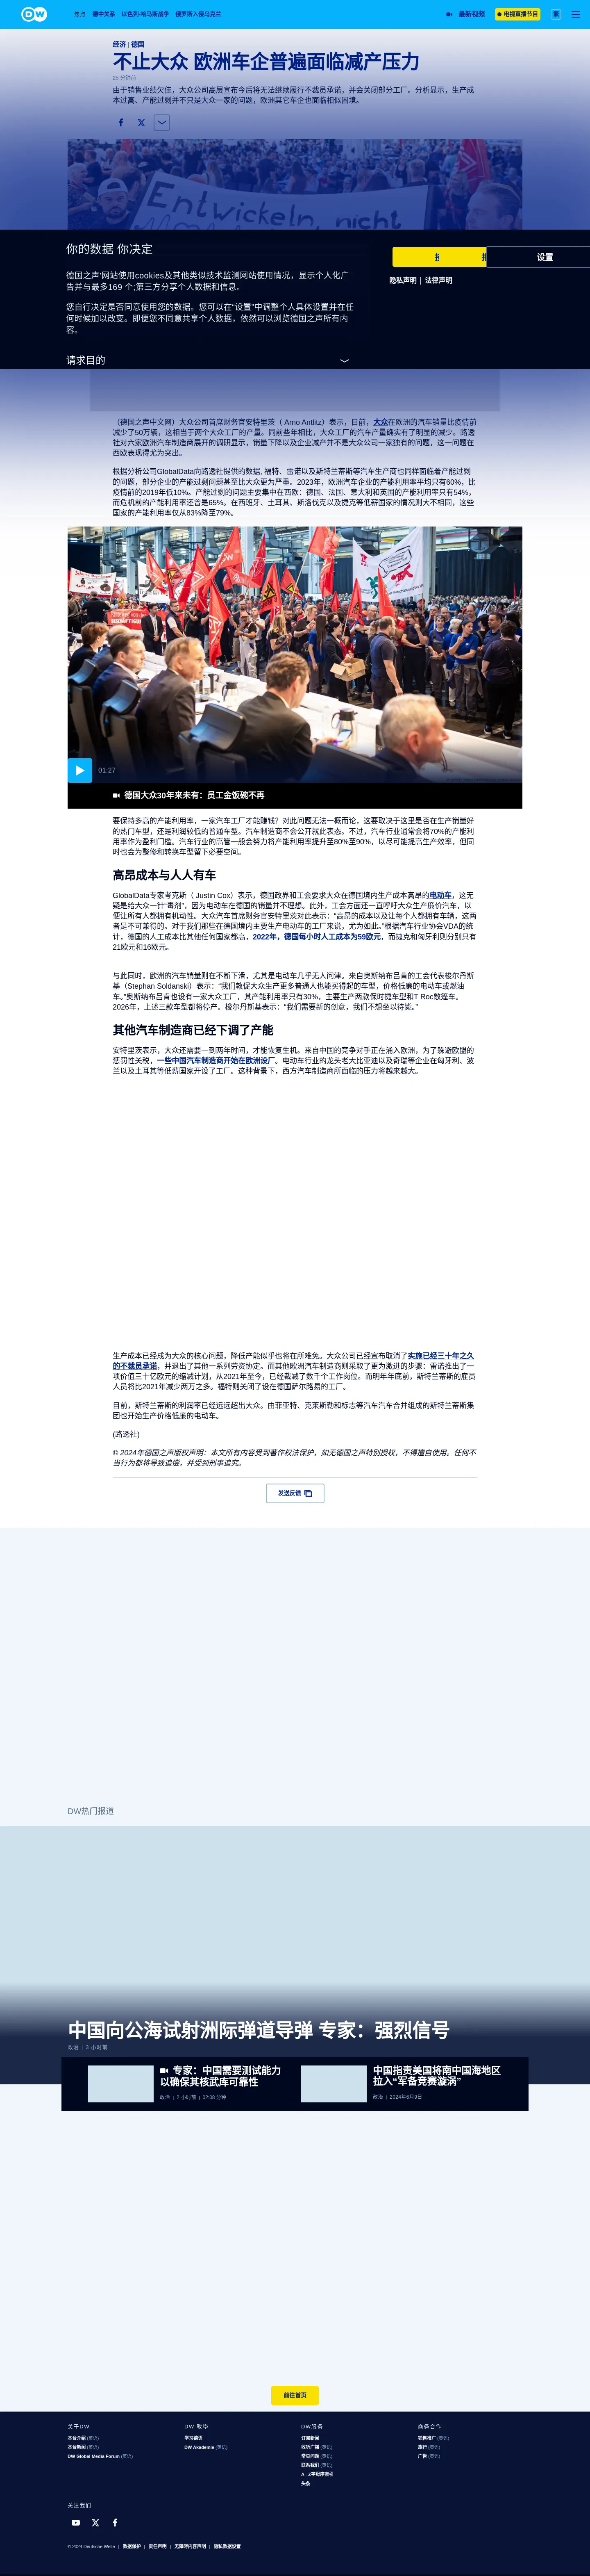 DW
焦点 德中关系 以色列-哈马斯战争 俄罗斯入侵乌克兰
最新视频
电视直播节目
繁
经济 | 德国
不止大众 欧洲车企普遍面临减产压力
25 分钟前
由于销售业绩欠佳，大众公司高层宣布今后将无法继续履行不裁员承诺，并会关闭部分工厂。分析显示，生产成
本过高、产能过剩并不只是大众一家的问题，欧洲其它车企也面临相似困境。
Entwickeln, nicht
你的数据 你决定
设置
隐私声明 | 法律声明
德国之声'网站使用cookies及其他类似技术监测网站使用情况，显示个人化广
告并与最多169 个;第三方分享个人数据和信息。
您自行决定是否同意使用您的数据。您可以在“设置”中调整个人具体设置并在任
何时候加以改变。即便您不同意共享个人数据，依然可以浏览德国之声所有内
容。
请求目的
（德国之声中文网）大众公司首席财务官安特里茨（ Arno Antlitz）表示，目前，大众在欧洲的汽车销量比疫情前
减少了50万辆，这相当于两个大众工厂的产量。同前些年相比，大众工厂的汽车产量确实有了明显的减少。路透
社对六家欧洲汽车制造商展开的调研显示，销量下降以及企业减产并不是大众公司一家独有的问题，这一问题在
西欧表现得尤为突出。
根据分析公司GlobalData向路透社提供的数据, 福特、雷诺以及斯特兰蒂斯等汽车生产商也同样面临着产能过剩
的问题，部分企业的产能过剩问题甚至比大众更为严重。2023年，欧洲汽车企业的产能利用率平均只有60%，比
疫情前的2019年低10%。产能过剩的问题主要集中在西欧：德国、法国、意大利和英国的产能利用率只有54%，
而危机前的产能利用率还曾是65%。在西班牙、土耳其、斯洛伐克以及捷克等低薪国家的情况则大不相同，这些
国家的产能利用率仅从83%降至79%。
01:27
德国大众30年来未有：员工金饭碗不再
要保持多高的产能利用率，一家汽车工厂才能赚钱？对此问题无法一概而论，这要取决于这里是否在生产销量好
的热门车型，还是利润较低的普通车型。汽车制造商不会公开就此表态。不过，汽车行业通常会将70%的产能利
用率作为盈利门槛。汽车行业的高管一般会努力将产能利用率提升至80%至90%，以尽可能提高生产效率，但同
时也会为整修和转换车型留下必要空间。
高昂成本与人人有车
GlobalData专家考克斯（ Justin Cox）表示，德国政界和工会要求大众在德国境内生产成本高昂的电动车，这无
疑是给大众一针“毒剂”，因为电动车在德国的销量并不理想。此外，工会方面还一直呼吁大众生产廉价汽车，以
便让所有人都拥有机动性。大众汽车首席财务官安特里茨对此表示：“高昂的成本以及让每个人都拥有车辆，这两
者是不可兼得的。对于我们那些在德国境内主要生产电动车的工厂来说，尤为如此。”根据汽车行业协会VDA的统
计，德国的人工成本比其他任何国家都高，2022年，德国每小时人工成本为59欧元，而捷克和匈牙利则分别只有
21欧元和16欧元。
与此同时，欧洲的汽车销量则在不断下滑，尤其是电动车几乎无人问津。来自奥斯纳布吕肯的工会代表梭尔丹斯
基（Stephan Soldanski）表示：“我们敦促大众生产更多普通人也能买得起的车型，价格低廉的电动车或燃油
车。”奥斯纳布吕肯也设有一家大众工厂，其产能利用率只有30%，主要生产两款保时捷车型和T Roc敞篷车。
2026年，上述三款车型都将停产。梭尔丹斯基表示：“我们需要新的创意，我们不想坐以待毙。”
其他汽车制造商已经下调了产能
安特里茨表示，大众还需要一到两年时间，才能恢复生机。来自中国的竞争对手正在涌入欧洲，为了躲避欧盟的
惩罚性关税，一些中国汽车制造商开始在欧洲设厂。电动车行业的龙头老大比亚迪以及奇瑞等企业在匈牙利、波
兰以及土耳其等低薪国家开设了工厂。这种背景下，西方汽车制造商所面临的压力将越来越大。
生产成本已经成为大众的核心问题，降低产能似乎也将在所难免。大众公司已经宣布取消了实施已经三十年之久
的不裁员承诺，并退出了其他一系列劳资协定。而其他欧洲汽车制造商则采取了更为激进的步骤：雷诺推出了一
项价值三十亿欧元的缩减计划，从2021年至今，已经裁减了数千个工作岗位。而明年年底前，斯特兰蒂斯的雇员
人员将比2021年减少两万之多。福特则关闭了设在德国萨尔路易的工厂。
目前，斯特兰蒂斯的利润率已经远远超出大众。由菲亚特、克莱斯勒和标志等汽车汽车合并组成的斯特兰蒂斯集
团也开始生产价格低廉的电动车。
(路透社)
© 2024年德国之声版权声明：本文所有内容受到著作权法保护，如无德国之声特别授权，不得擅自使用。任何不
当行为都将导致追偿，并受到刑事追究。
发送反馈
DW热门报道
中国向公海试射洲际弹道导弹 专家：强烈信号
政治 | 3 小时前
专家：中国需要测试能力
以确保其核武库可靠性
政治 | 2 小时前 | 02:08 分钟
中国指责美国将南中国海地区
拉入“军备竞赛漩涡”
政治 | 2024年6月9日
前往首页
关于DW
本台介绍 (英语)
本台新闻 (英语)
DW Global Media Forum (英语)
DW 教學
学习德语
DW Akademie (英语)
DW服务
订阅新闻
收听广播 (英语)
常见问题 (英语)
联系我们 (英语)
A - Z字母序索引
头条
商务合作
销售推广 (英语)
旅行 (英语)
广告 (英语)
关注我们
© 2024 Deutsche Welle | 数据保护 | 责任声明 | 无障碍内容声明 | 隐私数据设置